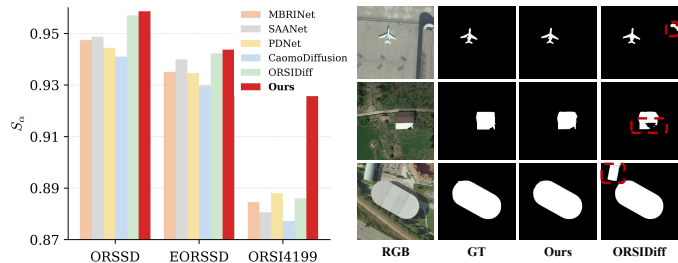 0.95
0.93
0.91
0.89
0.87
Sα
MBRINet
SAANet
PDNet
CaomoDiffusion
ORSIDiff
Ours
ORSSD
EORSSD
ORSI4199
RGB
GT
Ours
ORSIDiff